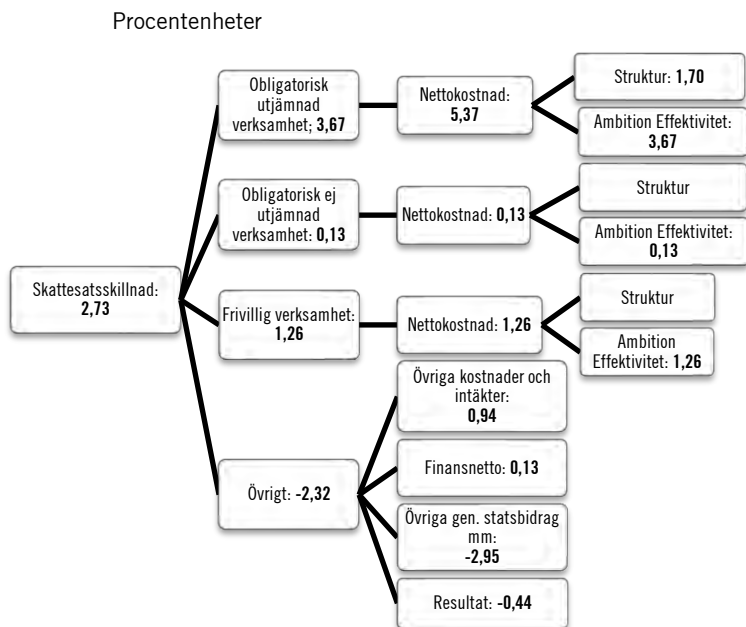 Procentenheter
Obligatorisk
utjämnad
verksamhet; 3,67
Nettokostnad:
5,37
Struktur: 1,70
Ambition Effektivitet:
3,67
Obligatorisk ej
utjämnad
verksamhet: 0,13
Nettokostnad: 0,13
Struktur
Ambition Effektivitet:
0,13
Skattesatsskillnad:
2,73
Frivillig verksamhet:
1,26
Nettokostnad: 1,26
Struktur
Ambition
Effektivitet: 1,26
Övrigt: -2,32
Övriga kostnader och
intäkter:
0,94
Finansnetto: 0,13
Övriga gen. statsbidrag
mm:
-2,95
Resultat: -0,44